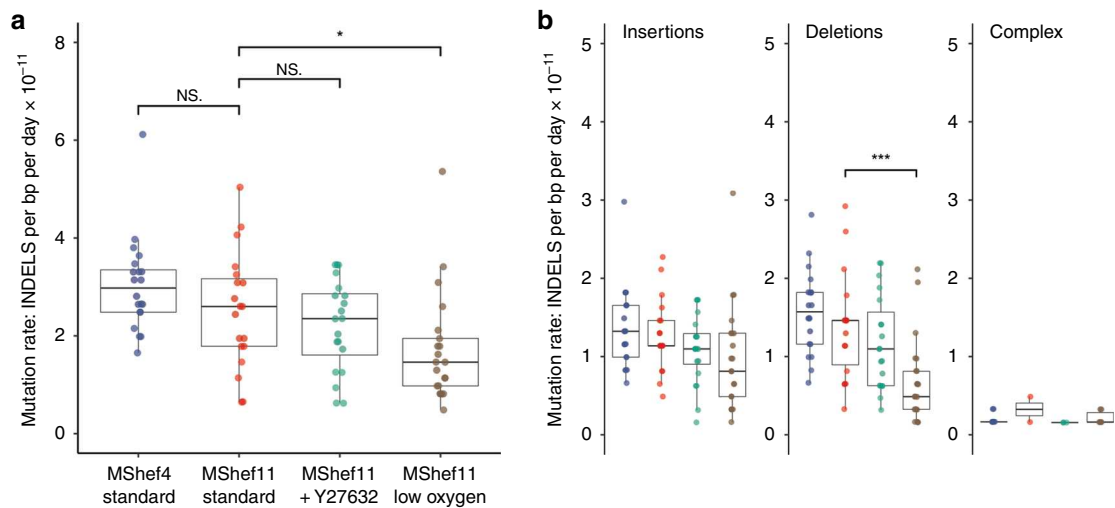 a
Mutation rate: INDELS per bp per day × 10⁻¹¹
8
6
4
2
0
NS.
NS.
*
MShef4
standard
MShef11
standard
MShef11
+ Y27632
MShef11
low oxygen
b
Mutation rate: INDELS per bp per day × 10⁻¹¹
Insertions
5
4
3
2
1
0
Deletions
5
4
3
2
1
0
***
Complex
5
4
3
2
1
0